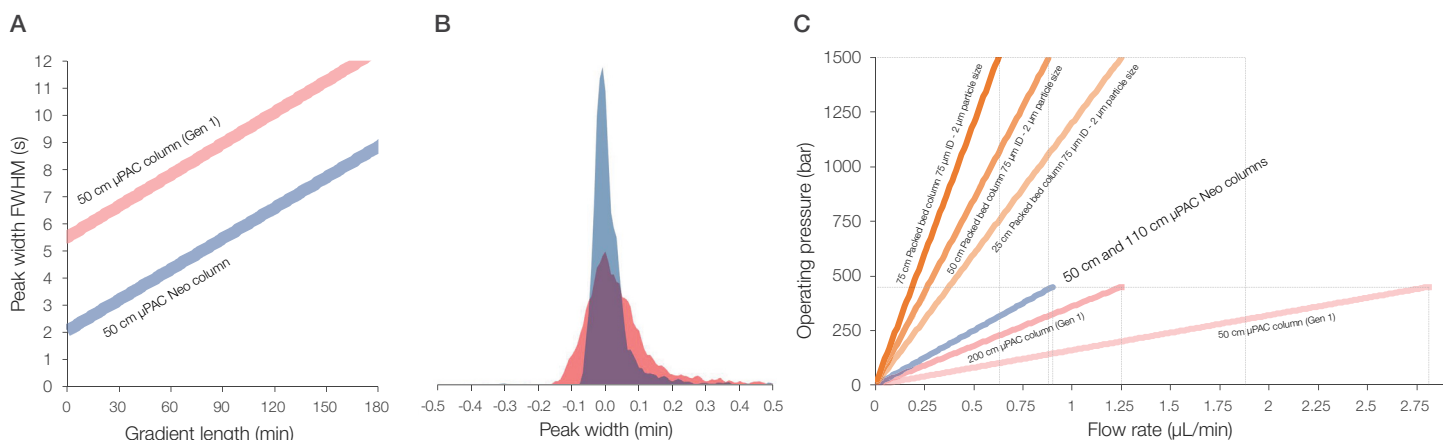 A
Peak width FWHM (s)
12
11
10
9
8
7
6
5
4
3
2
1
0
50 cm µPAC column (Gen 1)
50 cm µPAC Neo column
0 30 60 90 120 150 180
Gradient length (min)
B
-0.5 -0.4 -0.3 -0.2 -0.1 0.0 0.1 0.2 0.3 0.4 0.5
Peak width (min)
C
Operating pressure (bar)
1500
1250
1000
750
500
250
0
75 cm Packed bed column 75 µm ID - 2 µm particle size
50 cm Packed bed column 75 µm ID - 2 µm particle size
25 cm Packed bed column 75 µm ID - 2 µm particle size
50 cm and 110 cm µPAC Neo columns
200 cm µPAC column (Gen 1)
50 cm µPAC column (Gen 1)
0 0.25 0.5 0.75 1 1.25 1.5 1.75 2 2.25 2.5 2.75
Flow rate (µL/min)